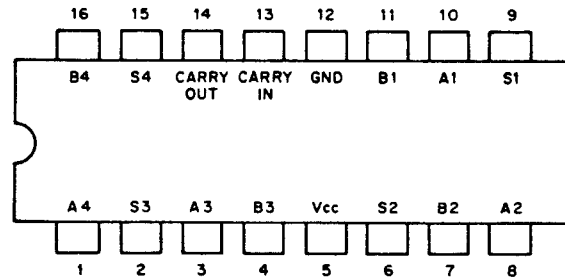 16 15 14 13 12 11 10 9
B4 S4 CARRY CARRY GND B1 A1 S1
OUT IN
A4 S3 A3 B3 Vcc S2 B2 A2
1 2 3 4 5 6 7 8